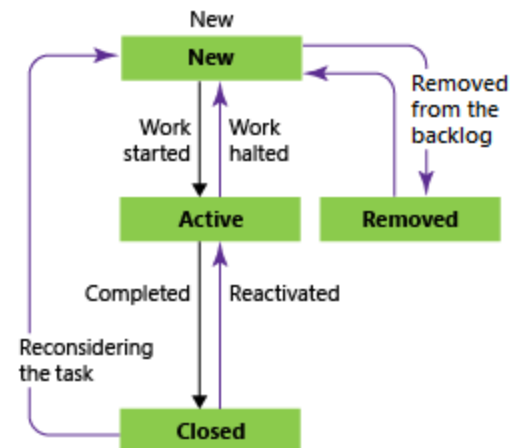 New
New
Removed
from the
backlog
Work
started
Work
halted
Active
Removed
Completed
Reactivated
Reconsidering
the task
Closed